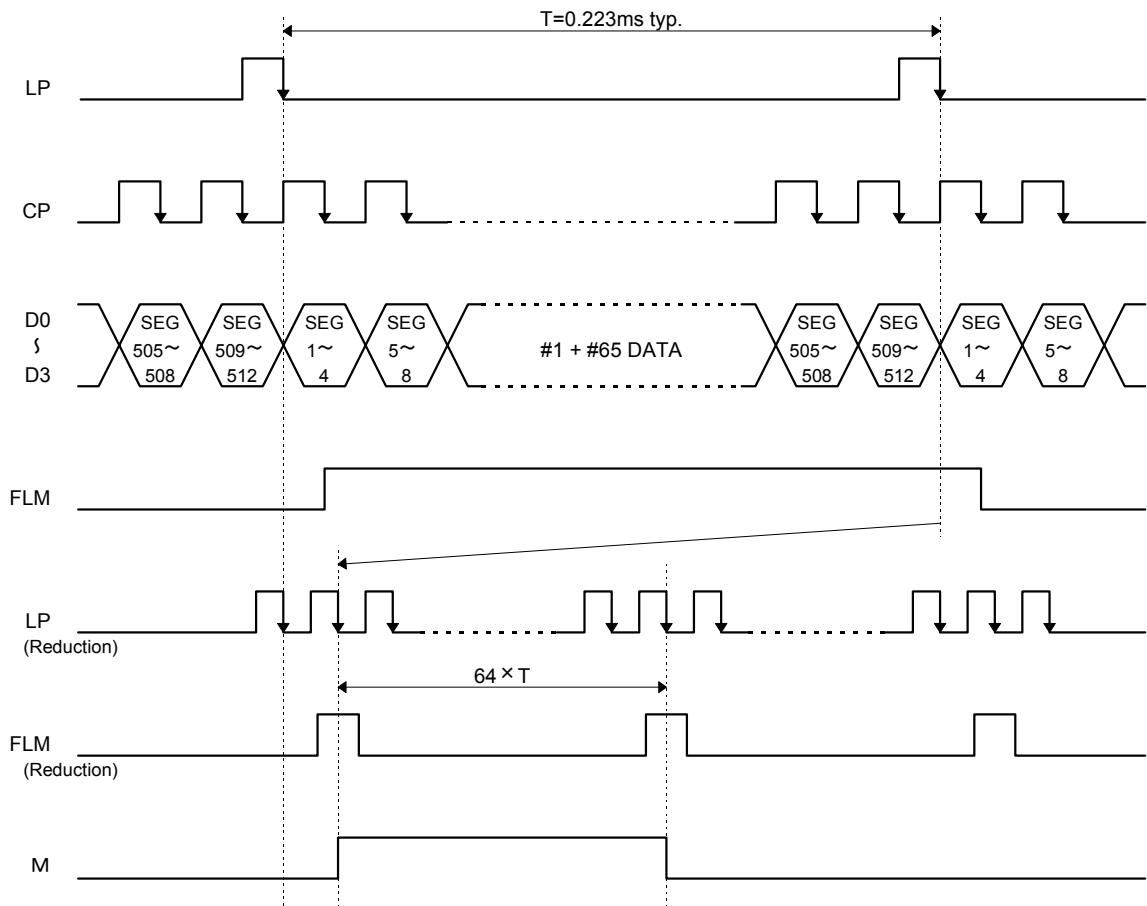 T=0.223ms typ.
LP
CP
D0
~
D3
SEG
505~
508
SEG
509~
512
SEG
1~
4
SEG
5~
8
#1 + #65 DATA
SEG
505~
508
SEG
509~
512
SEG
1~
4
SEG
5~
8
FLM
LP
(Reduction)
64 × T
FLM
(Reduction)
M